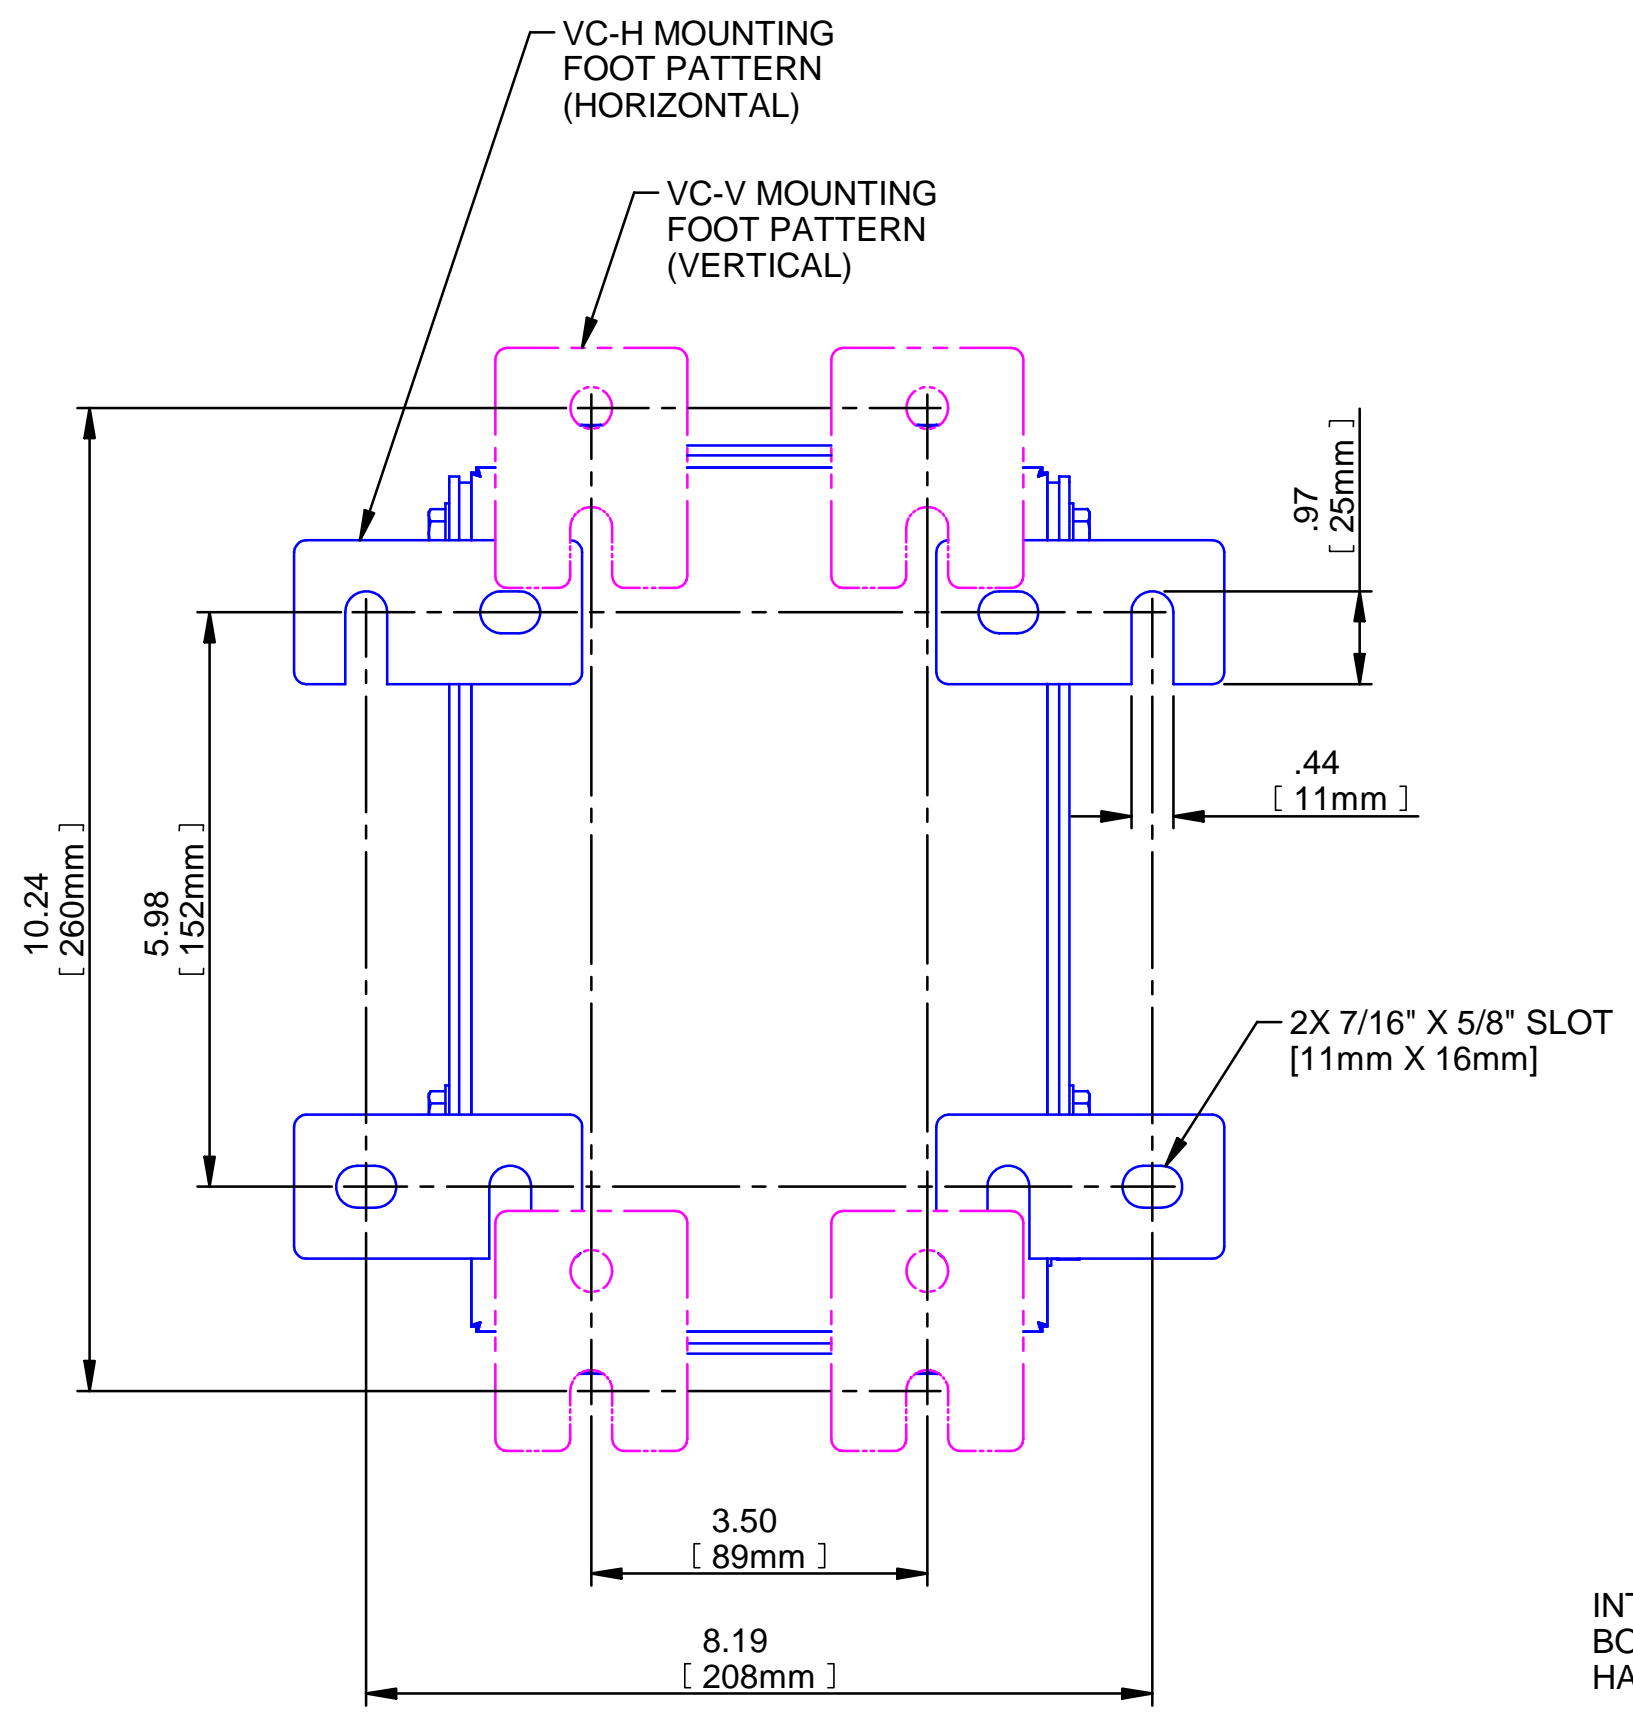 VC-H MOUNTING
FOOT PATTERN
(HORIZONTAL)
VC-V MOUNTING
FOOT PATTERN
(VERTICAL)
.97
[ 25mm ]
.44
[ 11mm ]
10.24
[ 260mm ]
5.98
[ 152mm ]
2X 7/16" X 5/8" SLOT
[11mm X 16mm]
3.50
[ 89mm ]
8.19
[ 208mm ]